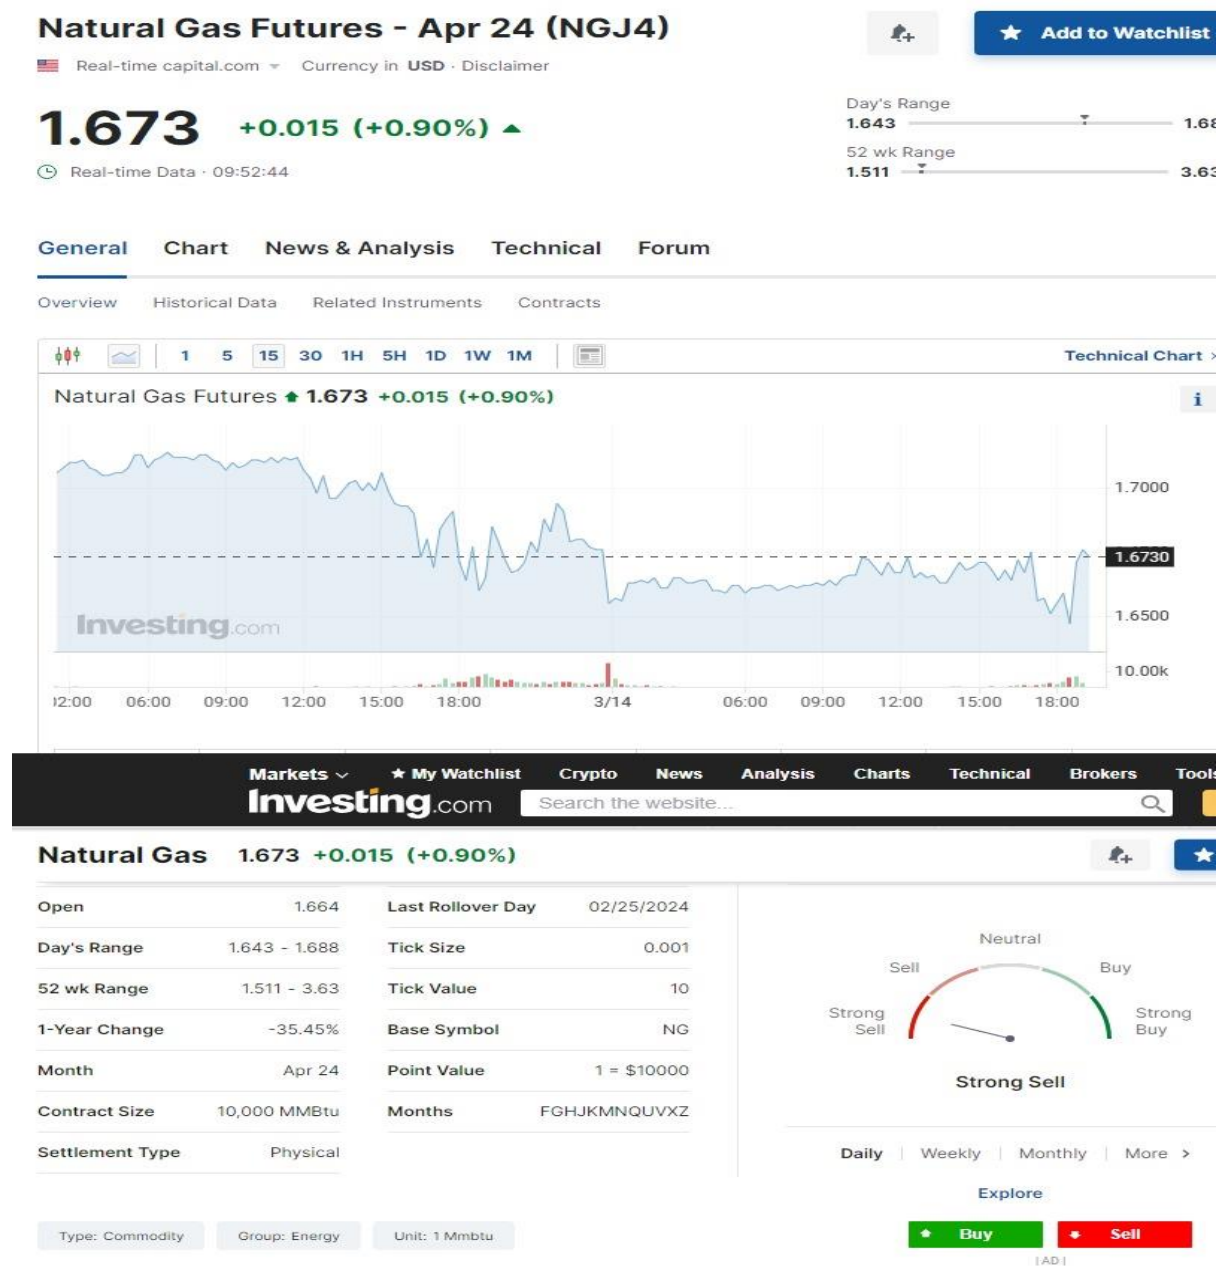 Natural Gas Futures - Apr 24 (NGJ4)
Add to Watchlist
Real-time capital.com Currency in USD · Disclaimer
1.673 +0.015 (+0.90%)
Real-time Data · 09:52:44
Day's Range
1.643 1.68
52 wk Range
1.511 3.63
General Chart News & Analysis Technical Forum
Overview Historical Data Related Instruments Contracts
1 5 15 30 1H 5H 1D 1W 1M Technical Chart >
Natural Gas Futures 1.673 +0.015 (+0.90%)
i
1.7000
1.6730
1.6500
10.00k
Investing.com
12:00 06:00 09:00 12:00 15:00 18:00 3/14 06:00 09:00 12:00 15:00 18:00
Markets My Watchlist Crypto News Analysis Charts Technical Brokers Tools
Investing.com Search the website...
Natural Gas 1.673 +0.015 (+0.90%)
Open 1.664 Last Rollover Day 02/25/2024
Day's Range 1.643 - 1.688 Tick Size 0.001
52 wk Range 1.511 - 3.63 Tick Value 10
1-Year Change -35.45% Base Symbol NG
Month Apr 24 Point Value 1 = $10000
Contract Size 10,000 MMBtu Months FGHJKMNQUVXZ
Settlement Type Physical
Neutral
Sell Buy
Strong Sell
Strong Buy
Strong Sell
Daily | Weekly | Monthly | More >
Explore
Type: Commodity Group: Energy Unit: 1 Mmbtu
Buy Sell
| AD |